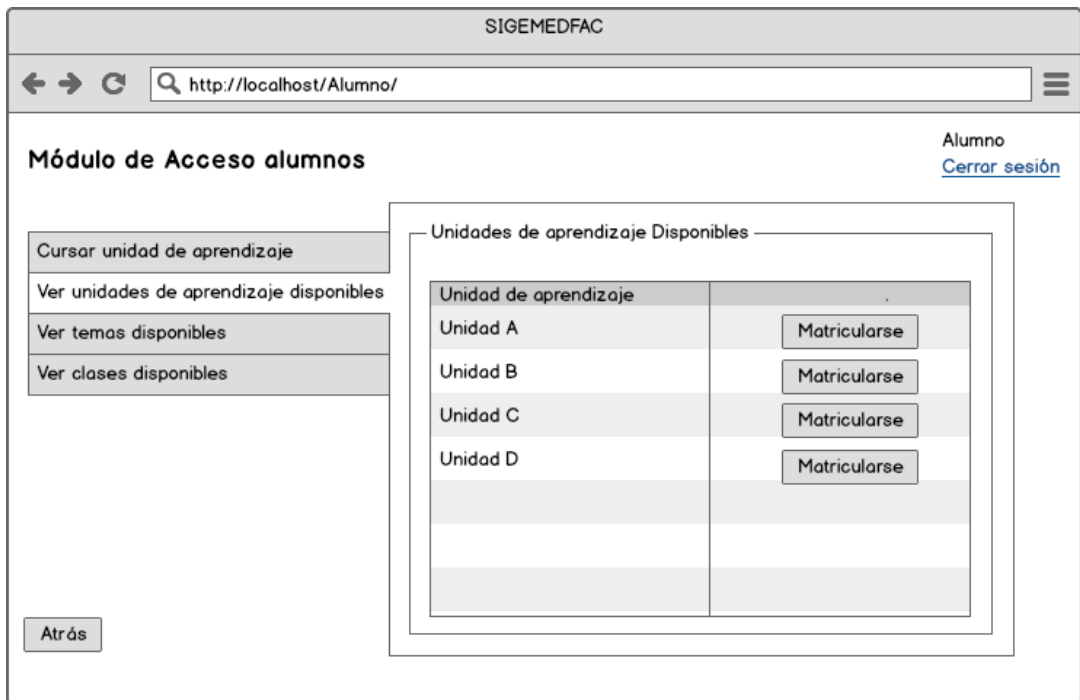 SIGEMEDFAC
http://localhost/Alumno/
Módulo de Acceso alumnos
Alumno
Cerrar sesión
Cursar unidad de aprendizaje
Ver unidades de aprendizaje disponibles
Ver temas disponibles
Ver clases disponibles
Unidades de aprendizaje Disponibles
Unidad de aprendizaje .
Unidad A Matricularse
Unidad B Matricularse
Unidad C Matricularse
Unidad D Matricularse
Atrás